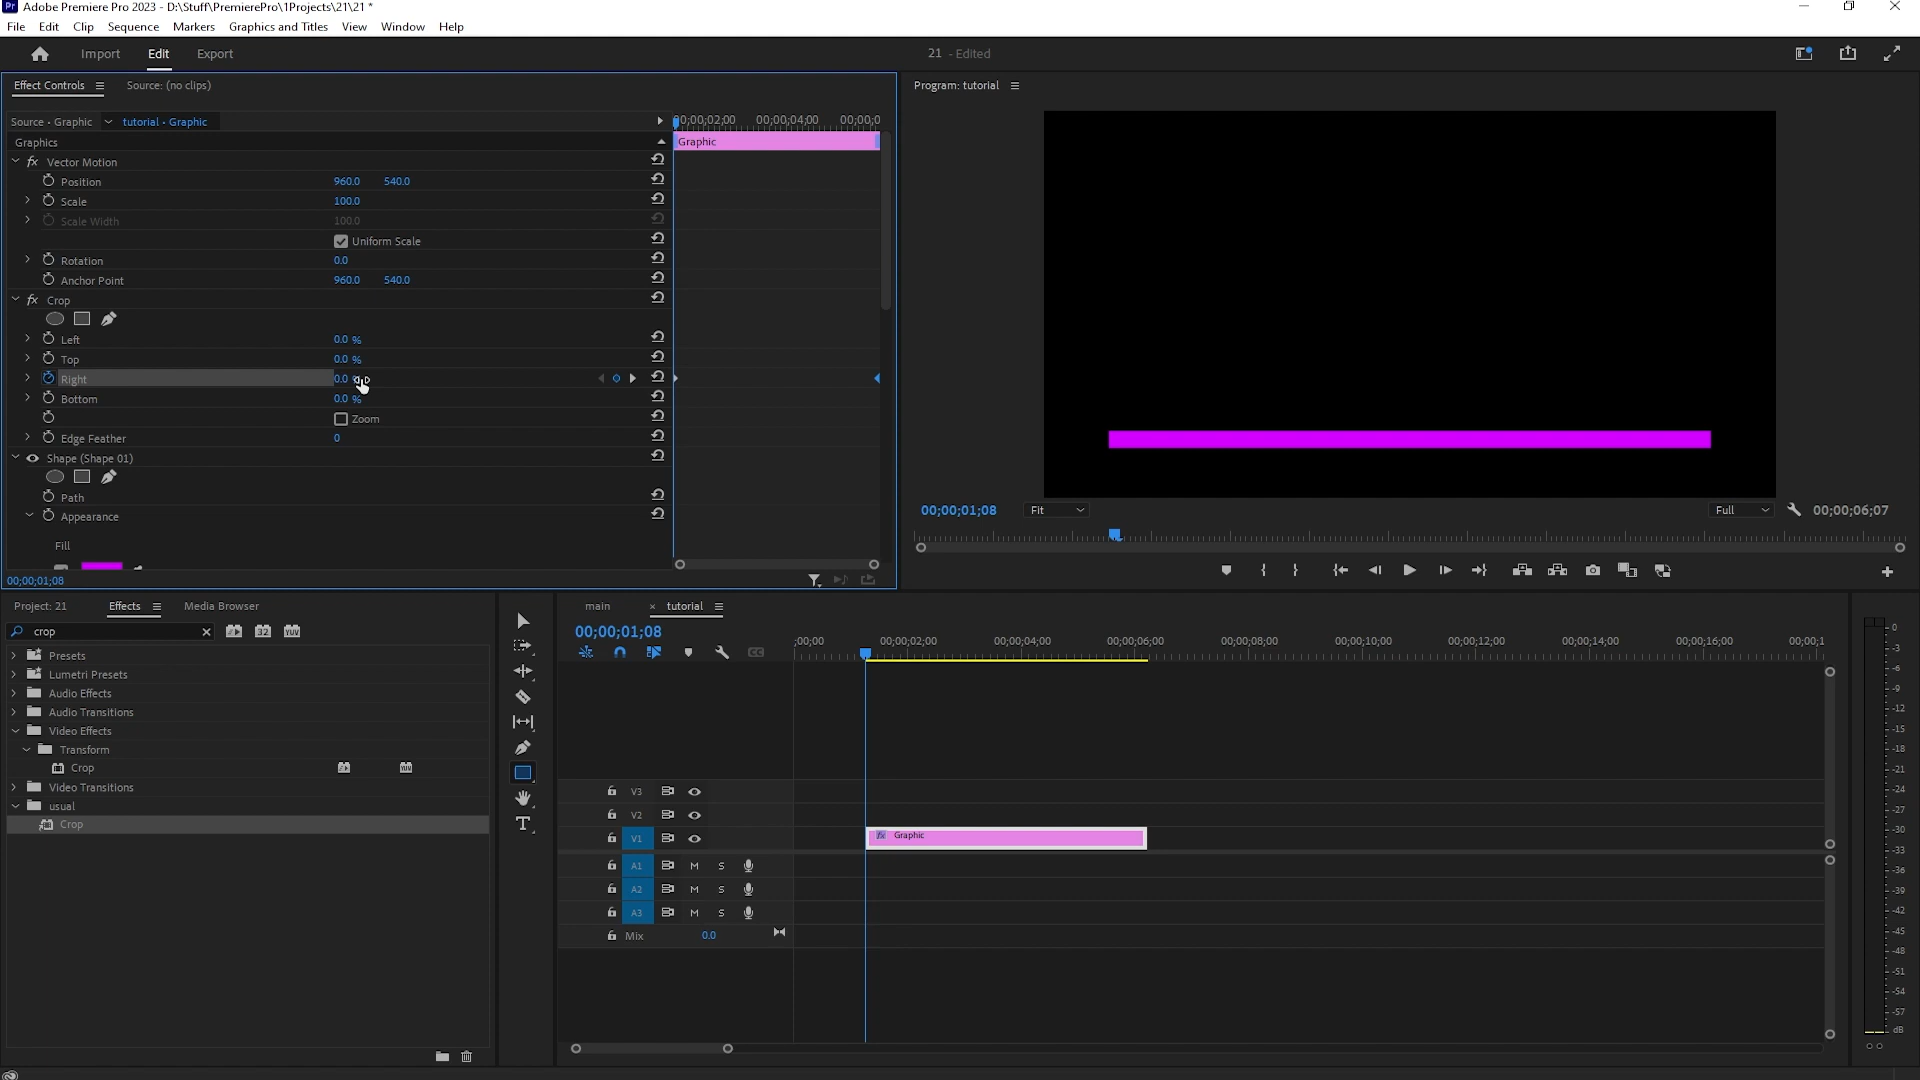 Adobe Premiere Pro 2023 - D:\Stuff\PremierePro\1Projects\21\21 *
File Edit Clip Sequence Markers Graphics and Titles View Window Help
Import Edit Export 21 - Edited
Effect Controls Source: (no clips) Program: tutorial
Source - Graphic tutorial - Graphic 00;00;02;00 00;00;04;00 00;00;0
Graphics Graphic
fx Vector Motion
Position 960.0 540.0
Scale 100.0
Scale Width 100.0
Uniform Scale
Rotation 0.0
Anchor Point 960.0 540.0
fx Crop
Left 0.0 %
Top 0.0 %
Right 0.0
Bottom 0.0 %
Zoom
Edge Feather 0
Shape (Shape 01)
Path
Appearance
Fill
00;00;01;08 Fit Full 00;00;06;07
00;00;01;08
Project: 21 Effects Media Browser
crop 32 YUV
Presets
Lumetri Presets
Audio Effects
Audio Transitions
Video Effects
Transform
Crop YUV
Video Transitions
usual
Crop
main × tutorial
00;00;01;08
CC
;00;00 00;00;02;00 00;00;04;00 00;00;06;00 00;00;08;00 00;00;10;00 00;00;12;00 00;00;14;00 00;00;16;00 00;00;1
V3
V2
V1 fx Graphic
A1 M S
A2 M S
A3 M S
Mix 0.0
0
-3
-6
-9
-12
-15
-18
-21
-24
-27
-30
-33
-36
-39
-42
-45
-48
-51
-54
-57
dB